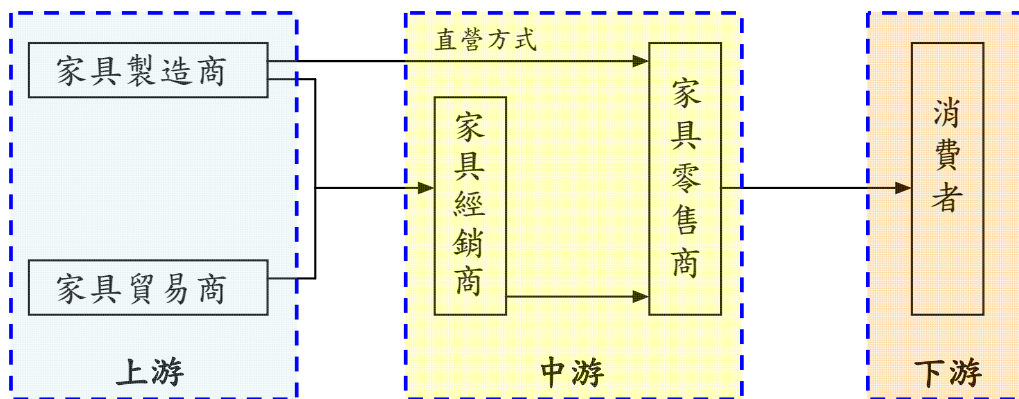 家具製造商
家具貿易商
上游
直營方式
家具經銷商
家具零售商
中游
消費者
下游